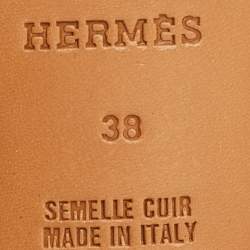 HERMÈS
38
SEMELLE CUIR
MADE IN ITALY